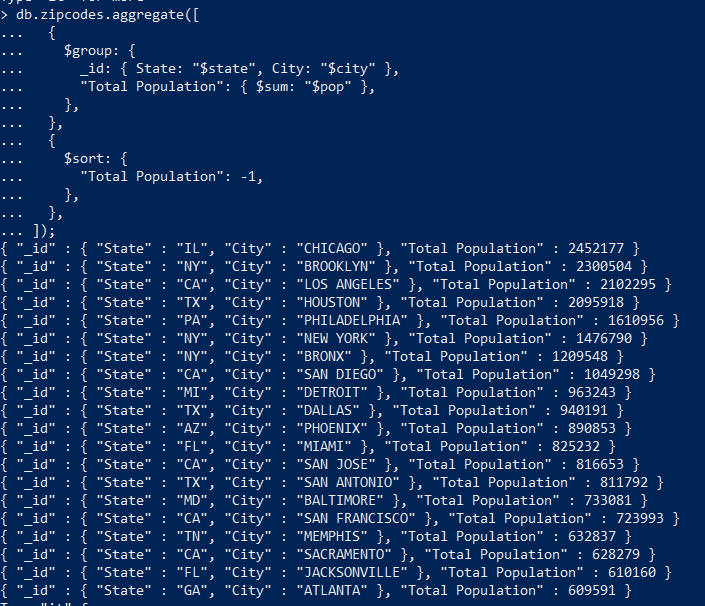 Type "it" for more
> db.zipcodes.aggregate([
...   {
...     $group: {
...       _id: { State: "$state", City: "$city" },
...       "Total Population": { $sum: "$pop" },
...     },
...   },
...   {
...     $sort: {
...       "Total Population": -1,
...     },
...   },
... ]);
{ "_id" : { "State" : "IL", "City" : "CHICAGO" }, "Total Population" : 2452177 }
{ "_id" : { "State" : "NY", "City" : "BROOKLYN" }, "Total Population" : 2300504 }
{ "_id" : { "State" : "CA", "City" : "LOS ANGELES" }, "Total Population" : 2102295 }
{ "_id" : { "State" : "TX", "City" : "HOUSTON" }, "Total Population" : 2095918 }
{ "_id" : { "State" : "PA", "City" : "PHILADELPHIA" }, "Total Population" : 1610956 }
{ "_id" : { "State" : "NY", "City" : "NEW YORK" }, "Total Population" : 1476790 }
{ "_id" : { "State" : "NY", "City" : "BRONX" }, "Total Population" : 1209548 }
{ "_id" : { "State" : "CA", "City" : "SAN DIEGO" }, "Total Population" : 1049298 }
{ "_id" : { "State" : "MI", "City" : "DETROIT" }, "Total Population" : 963243 }
{ "_id" : { "State" : "TX", "City" : "DALLAS" }, "Total Population" : 940191 }
{ "_id" : { "State" : "AZ", "City" : "PHOENIX" }, "Total Population" : 890853 }
{ "_id" : { "State" : "FL", "City" : "MIAMI" }, "Total Population" : 825232 }
{ "_id" : { "State" : "CA", "City" : "SAN JOSE" }, "Total Population" : 816653 }
{ "_id" : { "State" : "TX", "City" : "SAN ANTONIO" }, "Total Population" : 811792 }
{ "_id" : { "State" : "MD", "City" : "BALTIMORE" }, "Total Population" : 733081 }
{ "_id" : { "State" : "CA", "City" : "SAN FRANCISCO" }, "Total Population" : 723993 }
{ "_id" : { "State" : "TN", "City" : "MEMPHIS" }, "Total Population" : 632837 }
{ "_id" : { "State" : "CA", "City" : "SACRAMENTO" }, "Total Population" : 628279 }
{ "_id" : { "State" : "FL", "City" : "JACKSONVILLE" }, "Total Population" : 610160 }
{ "_id" : { "State" : "GA", "City" : "ATLANTA" }, "Total Population" : 609591 }